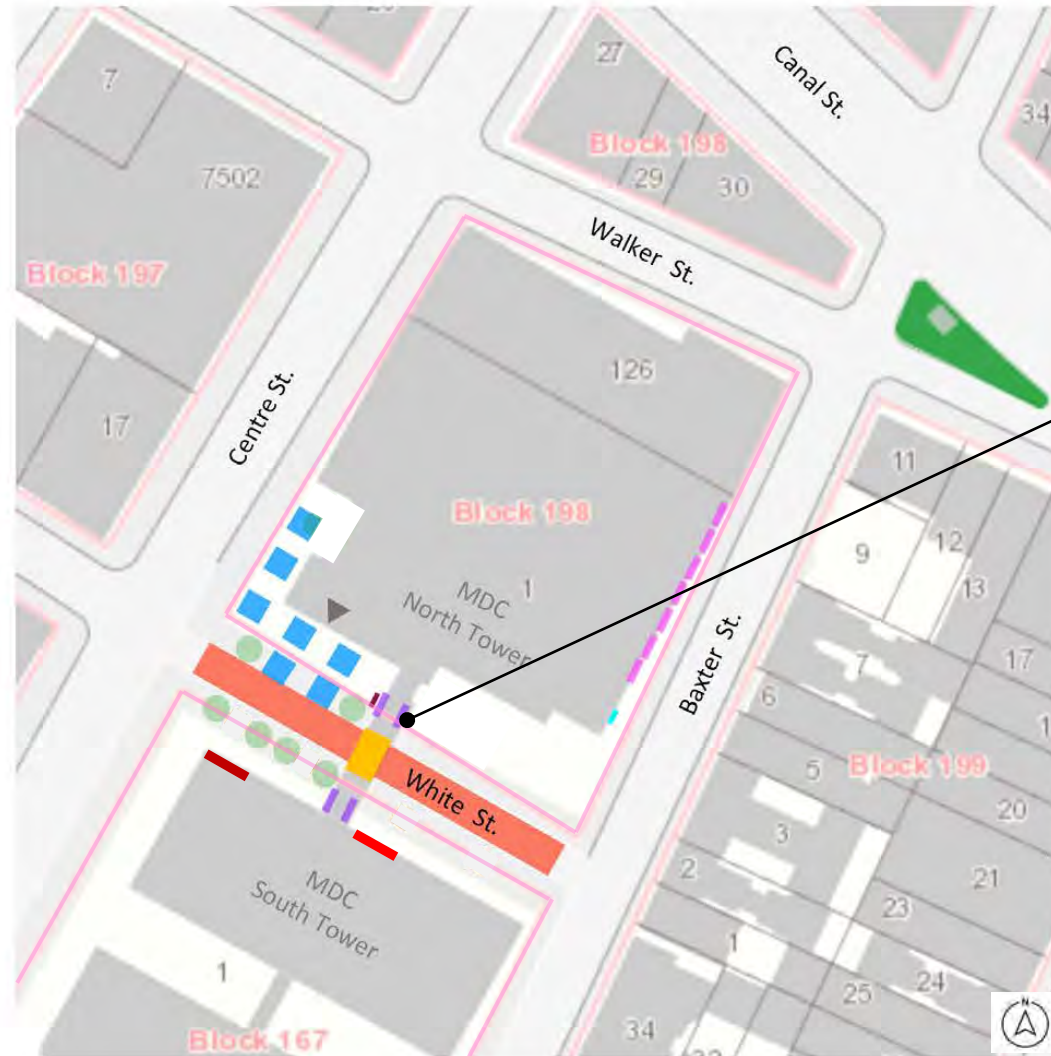 7
27
Canal St.
34
Block 198
7502
29
30
Walker St.
Block 197
126
17
Centre St.
11
Block 198
9
12
13
1
MDC
North Tower
Baxter St.
7
17
6
5
Block 199
1
20
White St.
3
2
21
MDC
South Tower
23
1
24
25
1
34
Block 167
N